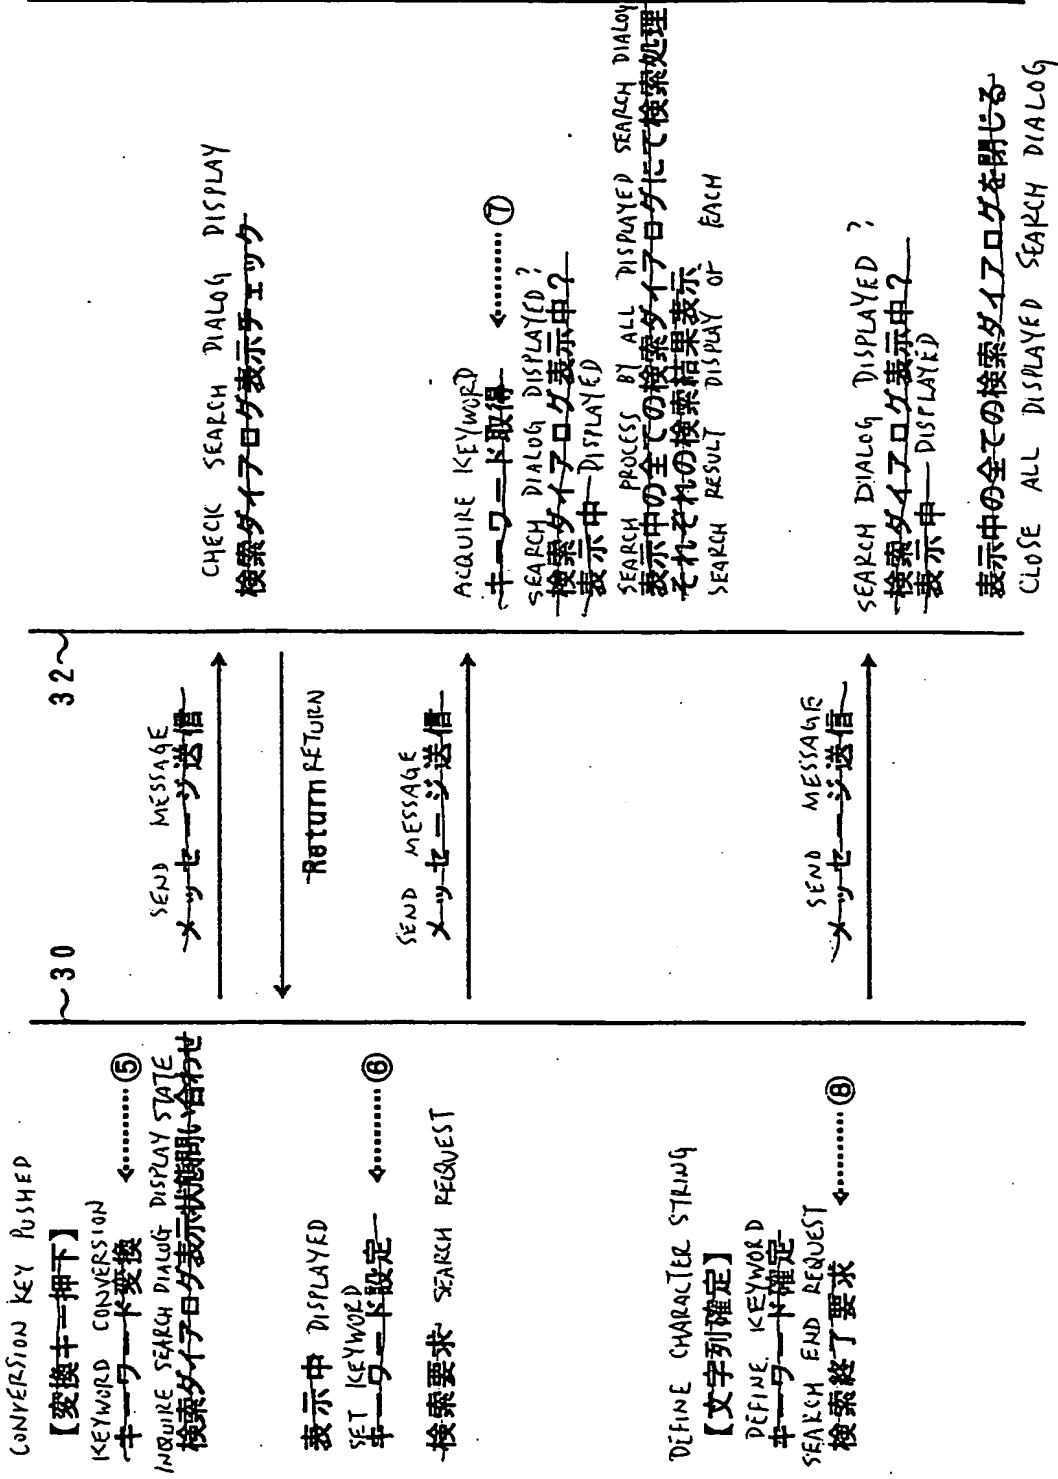 CONVERSION KEY PUSHED
【変換キー押下】
KEYWORD CONVERSION
キーワード変換 ⑤
INQUIRE SEARCH DIALOG DISPLAY STATE
検索ダイアログ表示状態問い合わせ
表示中 DISPLAYED
SET KEYWORD
キーワード設定 ⑥
検索要求 SEARCH REQUEST
DEFINE CHARACTER STRING
【文字列確定】
DEFINE KEYWORD
キーワード確定
SEARCH END REQUEST
検索終了要求 ⑧
~30
SEND MESSAGE
メッセージ送信
Return RETURN
SEND MESSAGE
メッセージ送信
SEND MESSAGE
メッセージ送信
32~
CHECK SEARCH DIALOG DISPLAY
検索ダイアログ表示チェック
ACQUIRE KEYWORD
キーワード取得 ⑦
SEARCH DIALOG DISPLAYED?
検索ダイアログ表示中?
表示中 DISPLAYED
SEARCH PROCESS BY ALL DISPLAYED SEARCH DIALOG
表示中の全ての検索ダイアログにて検索処理
それぞれの検索結果表示
SEARCH RESULT DISPLAY OF EACH
SEARCH DIALOG DISPLAYED ?
検索ダイアログ表示中?
表示中 DISPLAYED
表示中の全ての検索ダイアログを閉じる
CLOSE ALL DISPLAYED SEARCH DIALOG